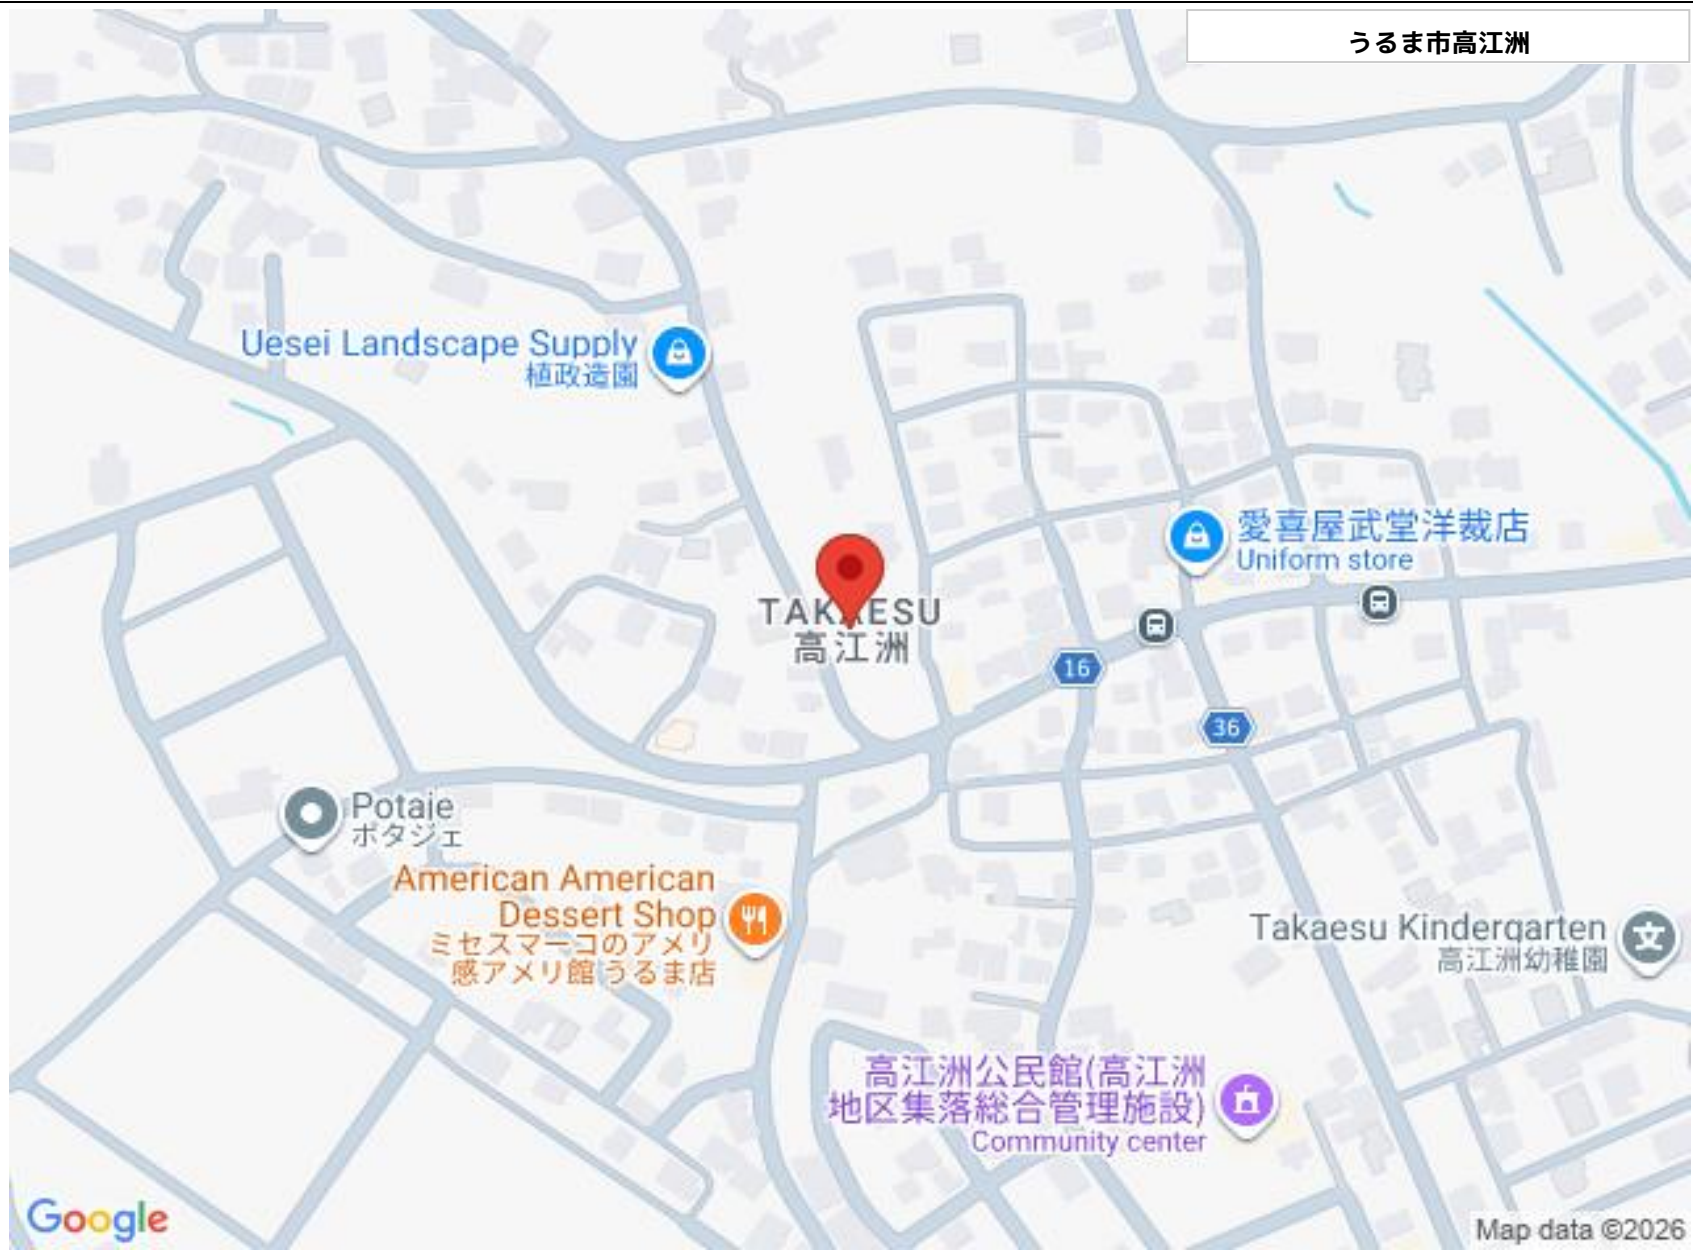 うるま市高江洲
Uesei Landscape Supply
植政造園
愛喜屋武堂洋裁店
Uniform store
TAKAESU
高江洲
16
36
Potaje
ポタジェ
American American
Dessert Shop
ミセスマーコのアメリ
感アメリ館 うるま店
Takaesu Kindergarten
高江洲幼稚園
高江洲公民館(高江洲
地区集落総合管理施設)
Community center
Google
Map data ©2026